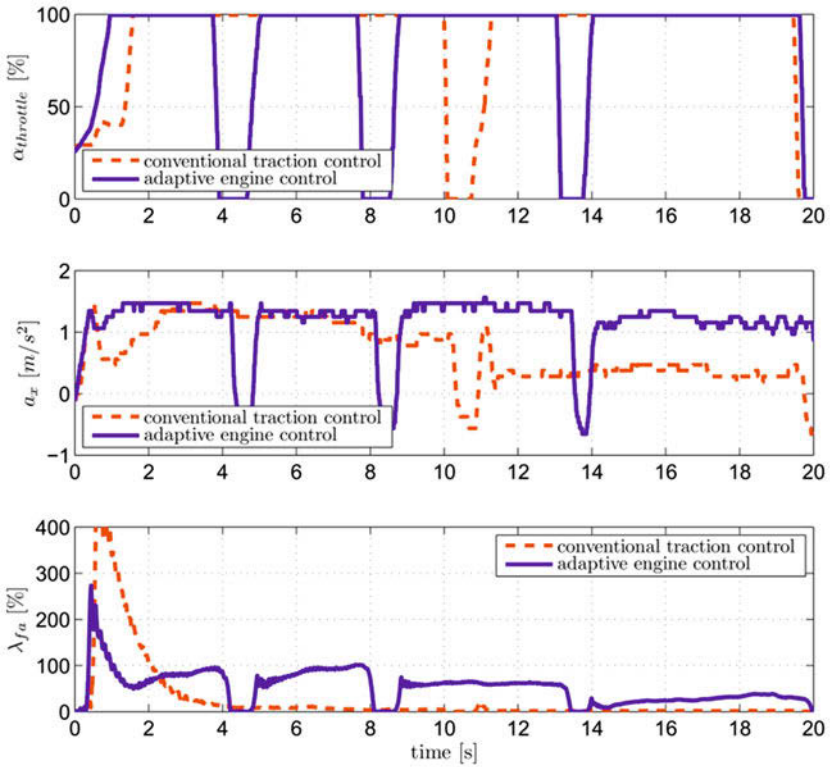 100
50
0
α_throttle [%]
conventional traction control
adaptive engine control
0 2 4 6 8 10 12 14 16 18 20
2
1
0
−1
a_x [m/s²]
conventional traction control
adaptive engine control
0 2 4 6 8 10 12 14 16 18 20
400
300
200
100
0
λ_fa [%]
conventional traction control
adaptive engine control
0 2 4 6 8 10 12 14 16 18 20
time [s]